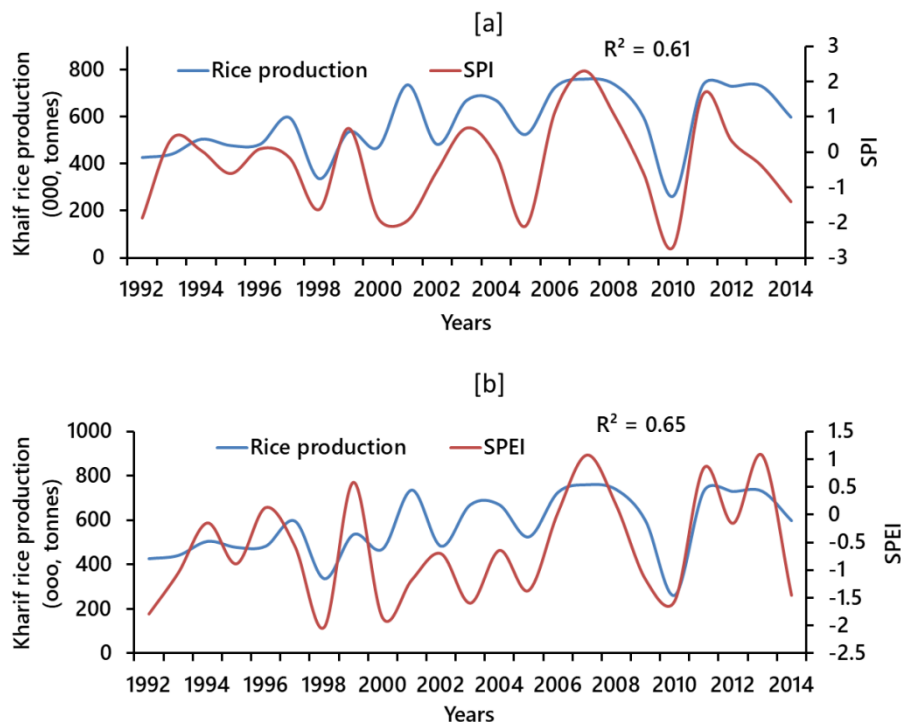 [a]
R² = 0.61
Rice production
SPI
Khaif rice production
(000, tonnes)
800
600
400
200
0
3
2
1
0
-1
-2
-3
SPI
1992 1994 1996 1998 2000 2002 2004 2006 2008 2010 2012 2014
Years
[b]
R² = 0.65
Rice production
SPEI
Kharif rice production
(ooo, tonnes)
1000
800
600
400
200
0
1.5
1
0.5
0
-0.5
-1
-1.5
-2
-2.5
SPEI
1992 1994 1996 1998 2000 2002 2004 2006 2008 2010 2012 2014
Years